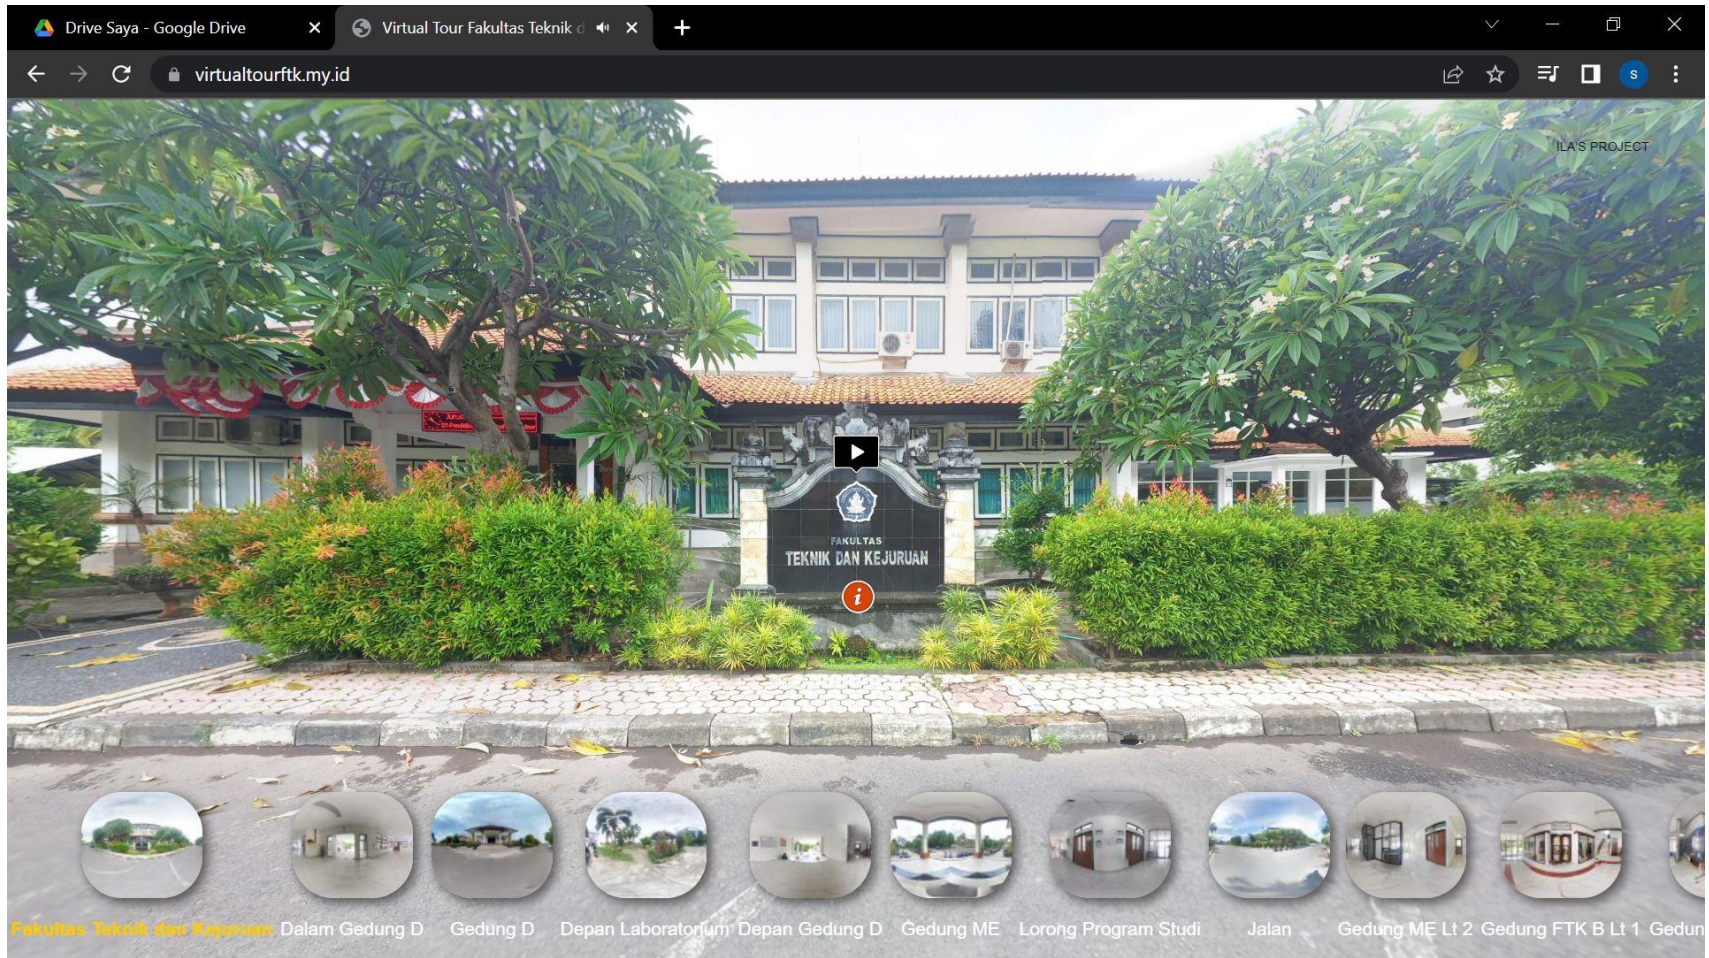 Drive Saya - Google Drive
Virtual Tour Fakultas Teknik d
virtualtourftk.my.id
S
ILA'S PROJECT
FAKULTAS
TEKNIK DAN KEJURUAN
i
Fakultas Teknik dan Kejuruan Dalam Gedung D Gedung D Depan Laboratorium Depan Gedung D Gedung ME Lorong Program Studi Jalan Gedung ME Lt 2 Gedung FTK B Lt 1 Gedun